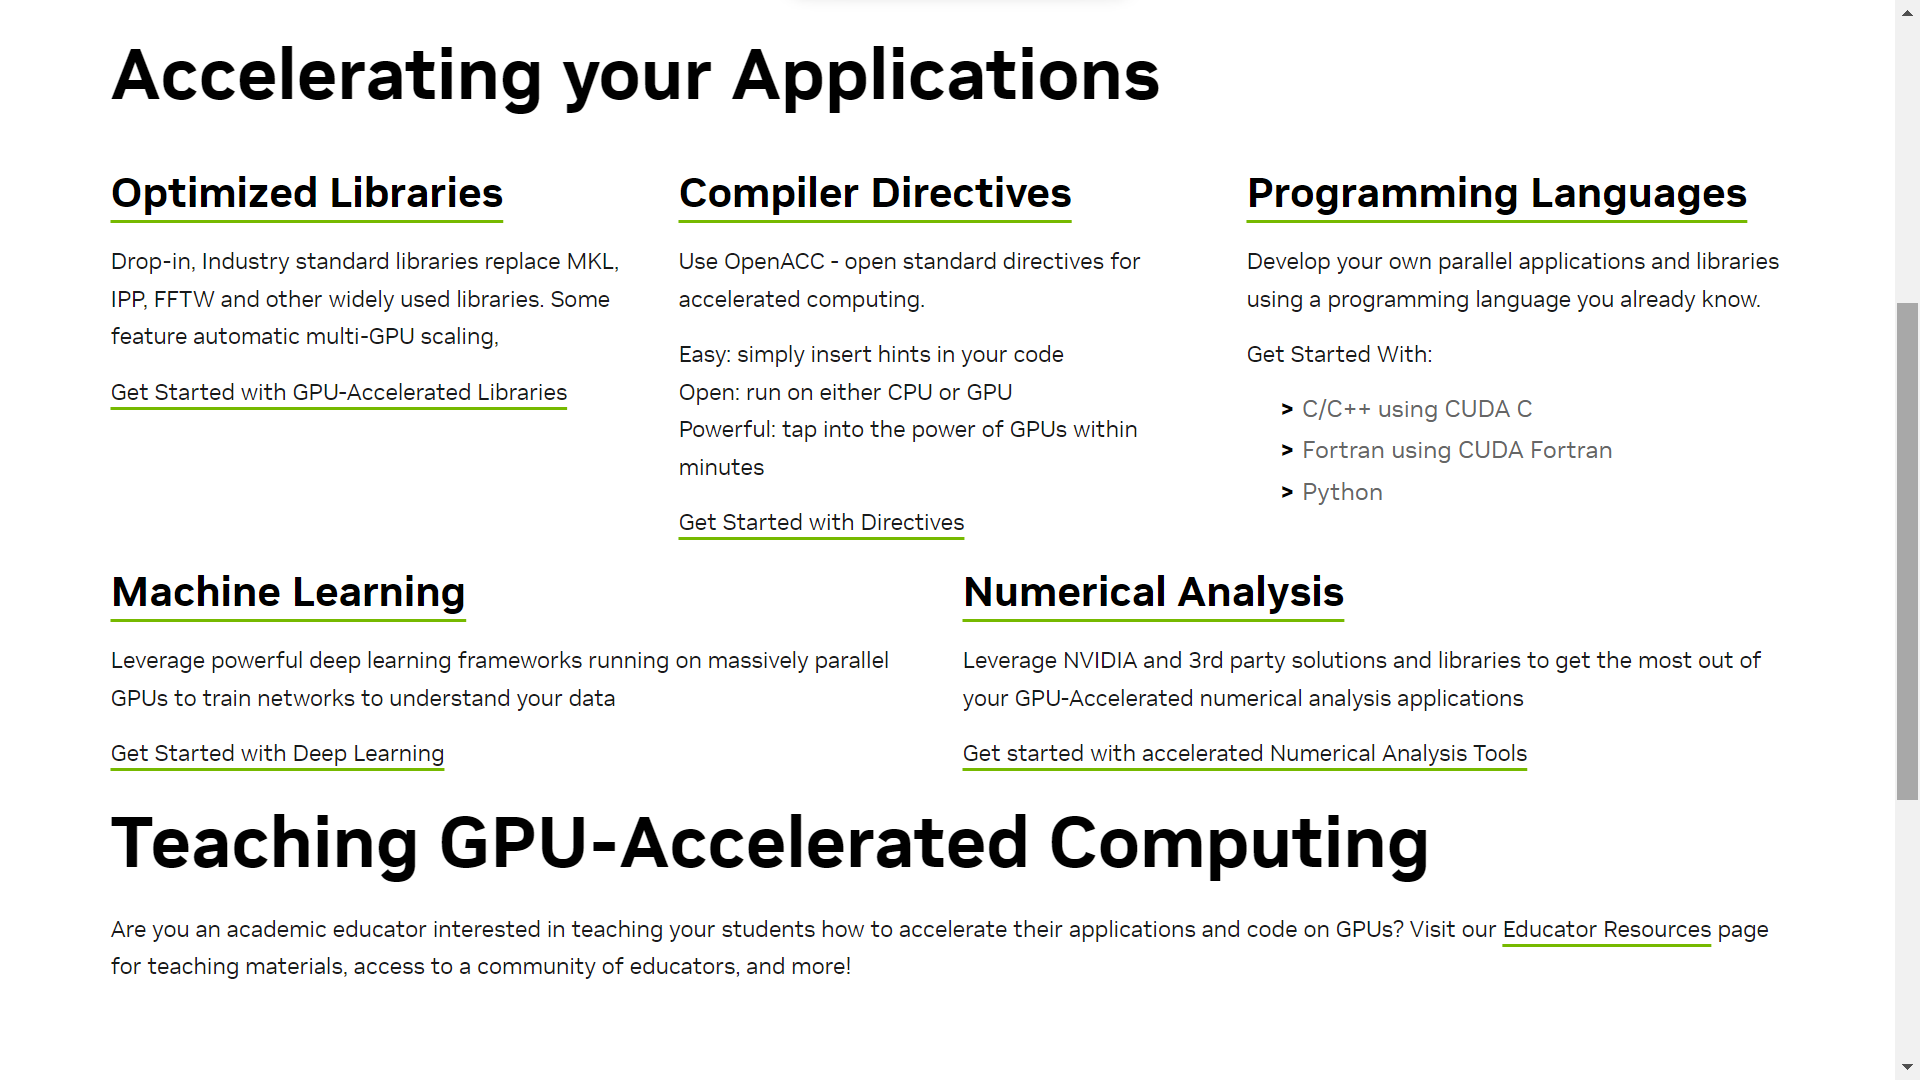 Accelerating your Applications
Optimized Libraries
Drop-in, Industry standard libraries replace MKL,
IPP, FFTW and other widely used libraries. Some
feature automatic multi-GPU scaling,
Get Started with GPU-Accelerated Libraries
Compiler Directives
Use OpenACC - open standard directives for
accelerated computing.
Easy: simply insert hints in your code
Open: run on either CPU or GPU
Powerful: tap into the power of GPUs within
minutes
Get Started with Directives
Programming Languages
Develop your own parallel applications and libraries
using a programming language you already know.
Get Started With:
> C/C++ using CUDA C
> Fortran using CUDA Fortran
> Python
Machine Learning
Leverage powerful deep learning frameworks running on massively parallel
GPUs to train networks to understand your data
Get Started with Deep Learning
Numerical Analysis
Leverage NVIDIA and 3rd party solutions and libraries to get the most out of
your GPU-Accelerated numerical analysis applications
Get started with accelerated Numerical Analysis Tools
Teaching GPU-Accelerated Computing
Are you an academic educator interested in teaching your students how to accelerate their applications and code on GPUs? Visit our Educator Resources page
for teaching materials, access to a community of educators, and more!